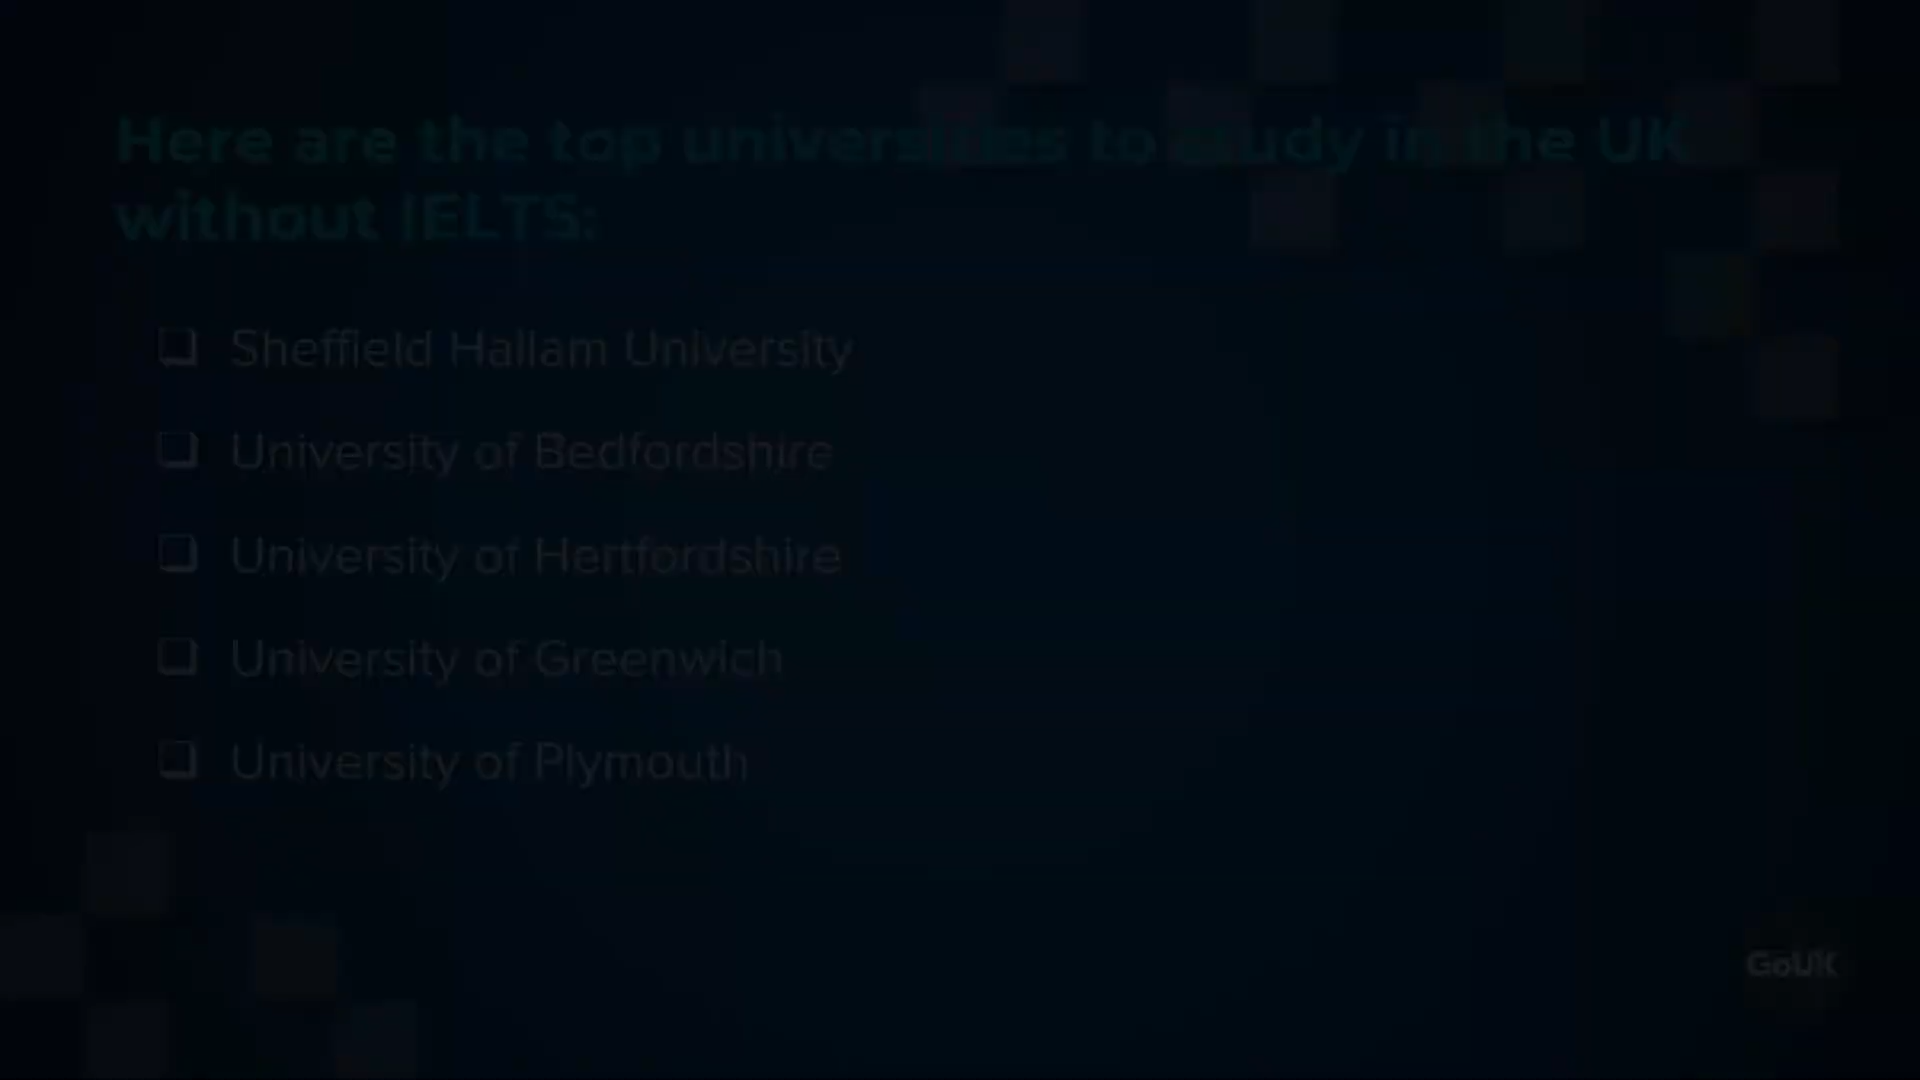 Here are the top universities to study in the UK
without IELTS:
❑ Sheffield Hallam University
❑ University of Bedfordshire
❑ University of Hertfordshire
❑ University of Greenwich
❑ University of Plymouth
GoUK